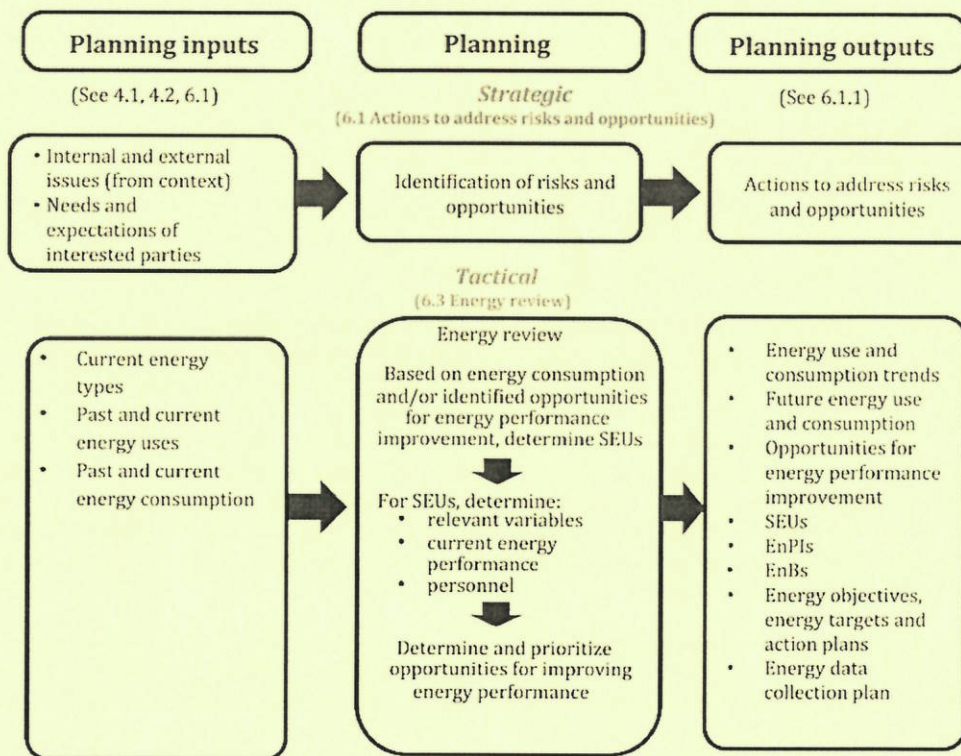 Planning inputs
Planning
Planning outputs
(See 4.1, 4.2, 6.1)
Strategic
(6.1 Actions to address risks and opportunities)
(See 6.1.1)
• Internal and external
issues (from context)
• Needs and
expectations of
interested parties
Identification of risks and
opportunities
Actions to address risks
and opportunities
Tactical
(6.3 Energy review)
• Current energy
types
• Past and current
energy uses
• Past and current
energy consumption
Energy review
Based on energy consumption
and/or identified opportunities
for energy performance
improvement, determine SEUs
For SEUs, determine:
• relevant variables
• current energy
performance
• personnel
Determine and prioritize
opportunities for improving
energy performance
• Energy use and
consumption trends
• Future energy use
and consumption
• Opportunities for
energy performance
improvement
• SEUs
• EnPIs
• EnBs
• Energy objectives,
energy targets and
action plans
• Energy data
collection plan